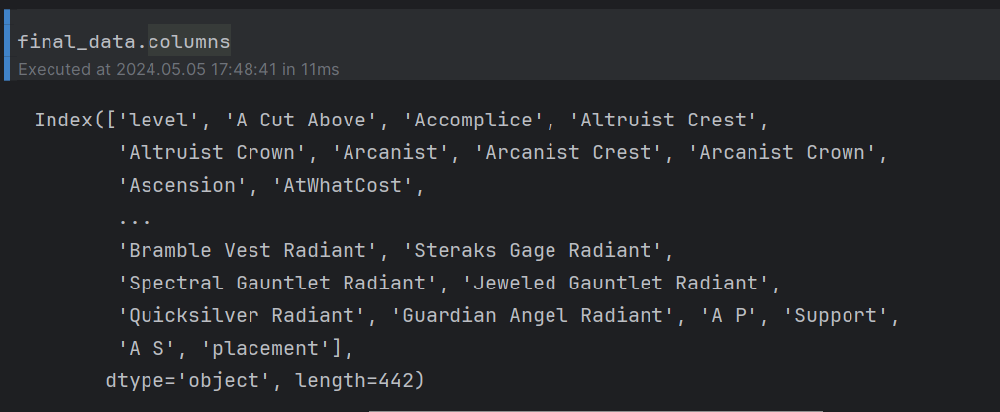 final_data.columns
Executed at 2024.05.05 17:48:41 in 11ms
Index(['level', 'A Cut Above', 'Accomplice', 'Altruist Crest',
'Altruist Crown', 'Arcanist', 'Arcanist Crest', 'Arcanist Crown',
'Ascension', 'AtWhatCost',
...
'Bramble Vest Radiant', 'Steraks Gage Radiant',
'Spectral Gauntlet Radiant', 'Jeweled Gauntlet Radiant',
'Quicksilver Radiant', 'Guardian Angel Radiant', 'A P', 'Support',
'A S', 'placement'],
dtype='object', length=442)